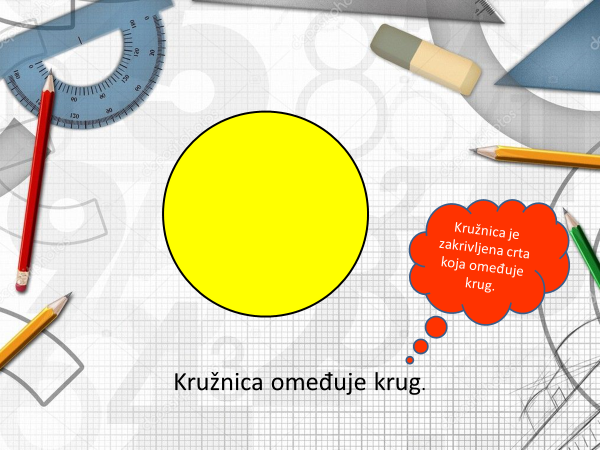 Kružnica je
zakrivljena crta
koja omeđuje
krug.
Kružnica omeđuje krug.